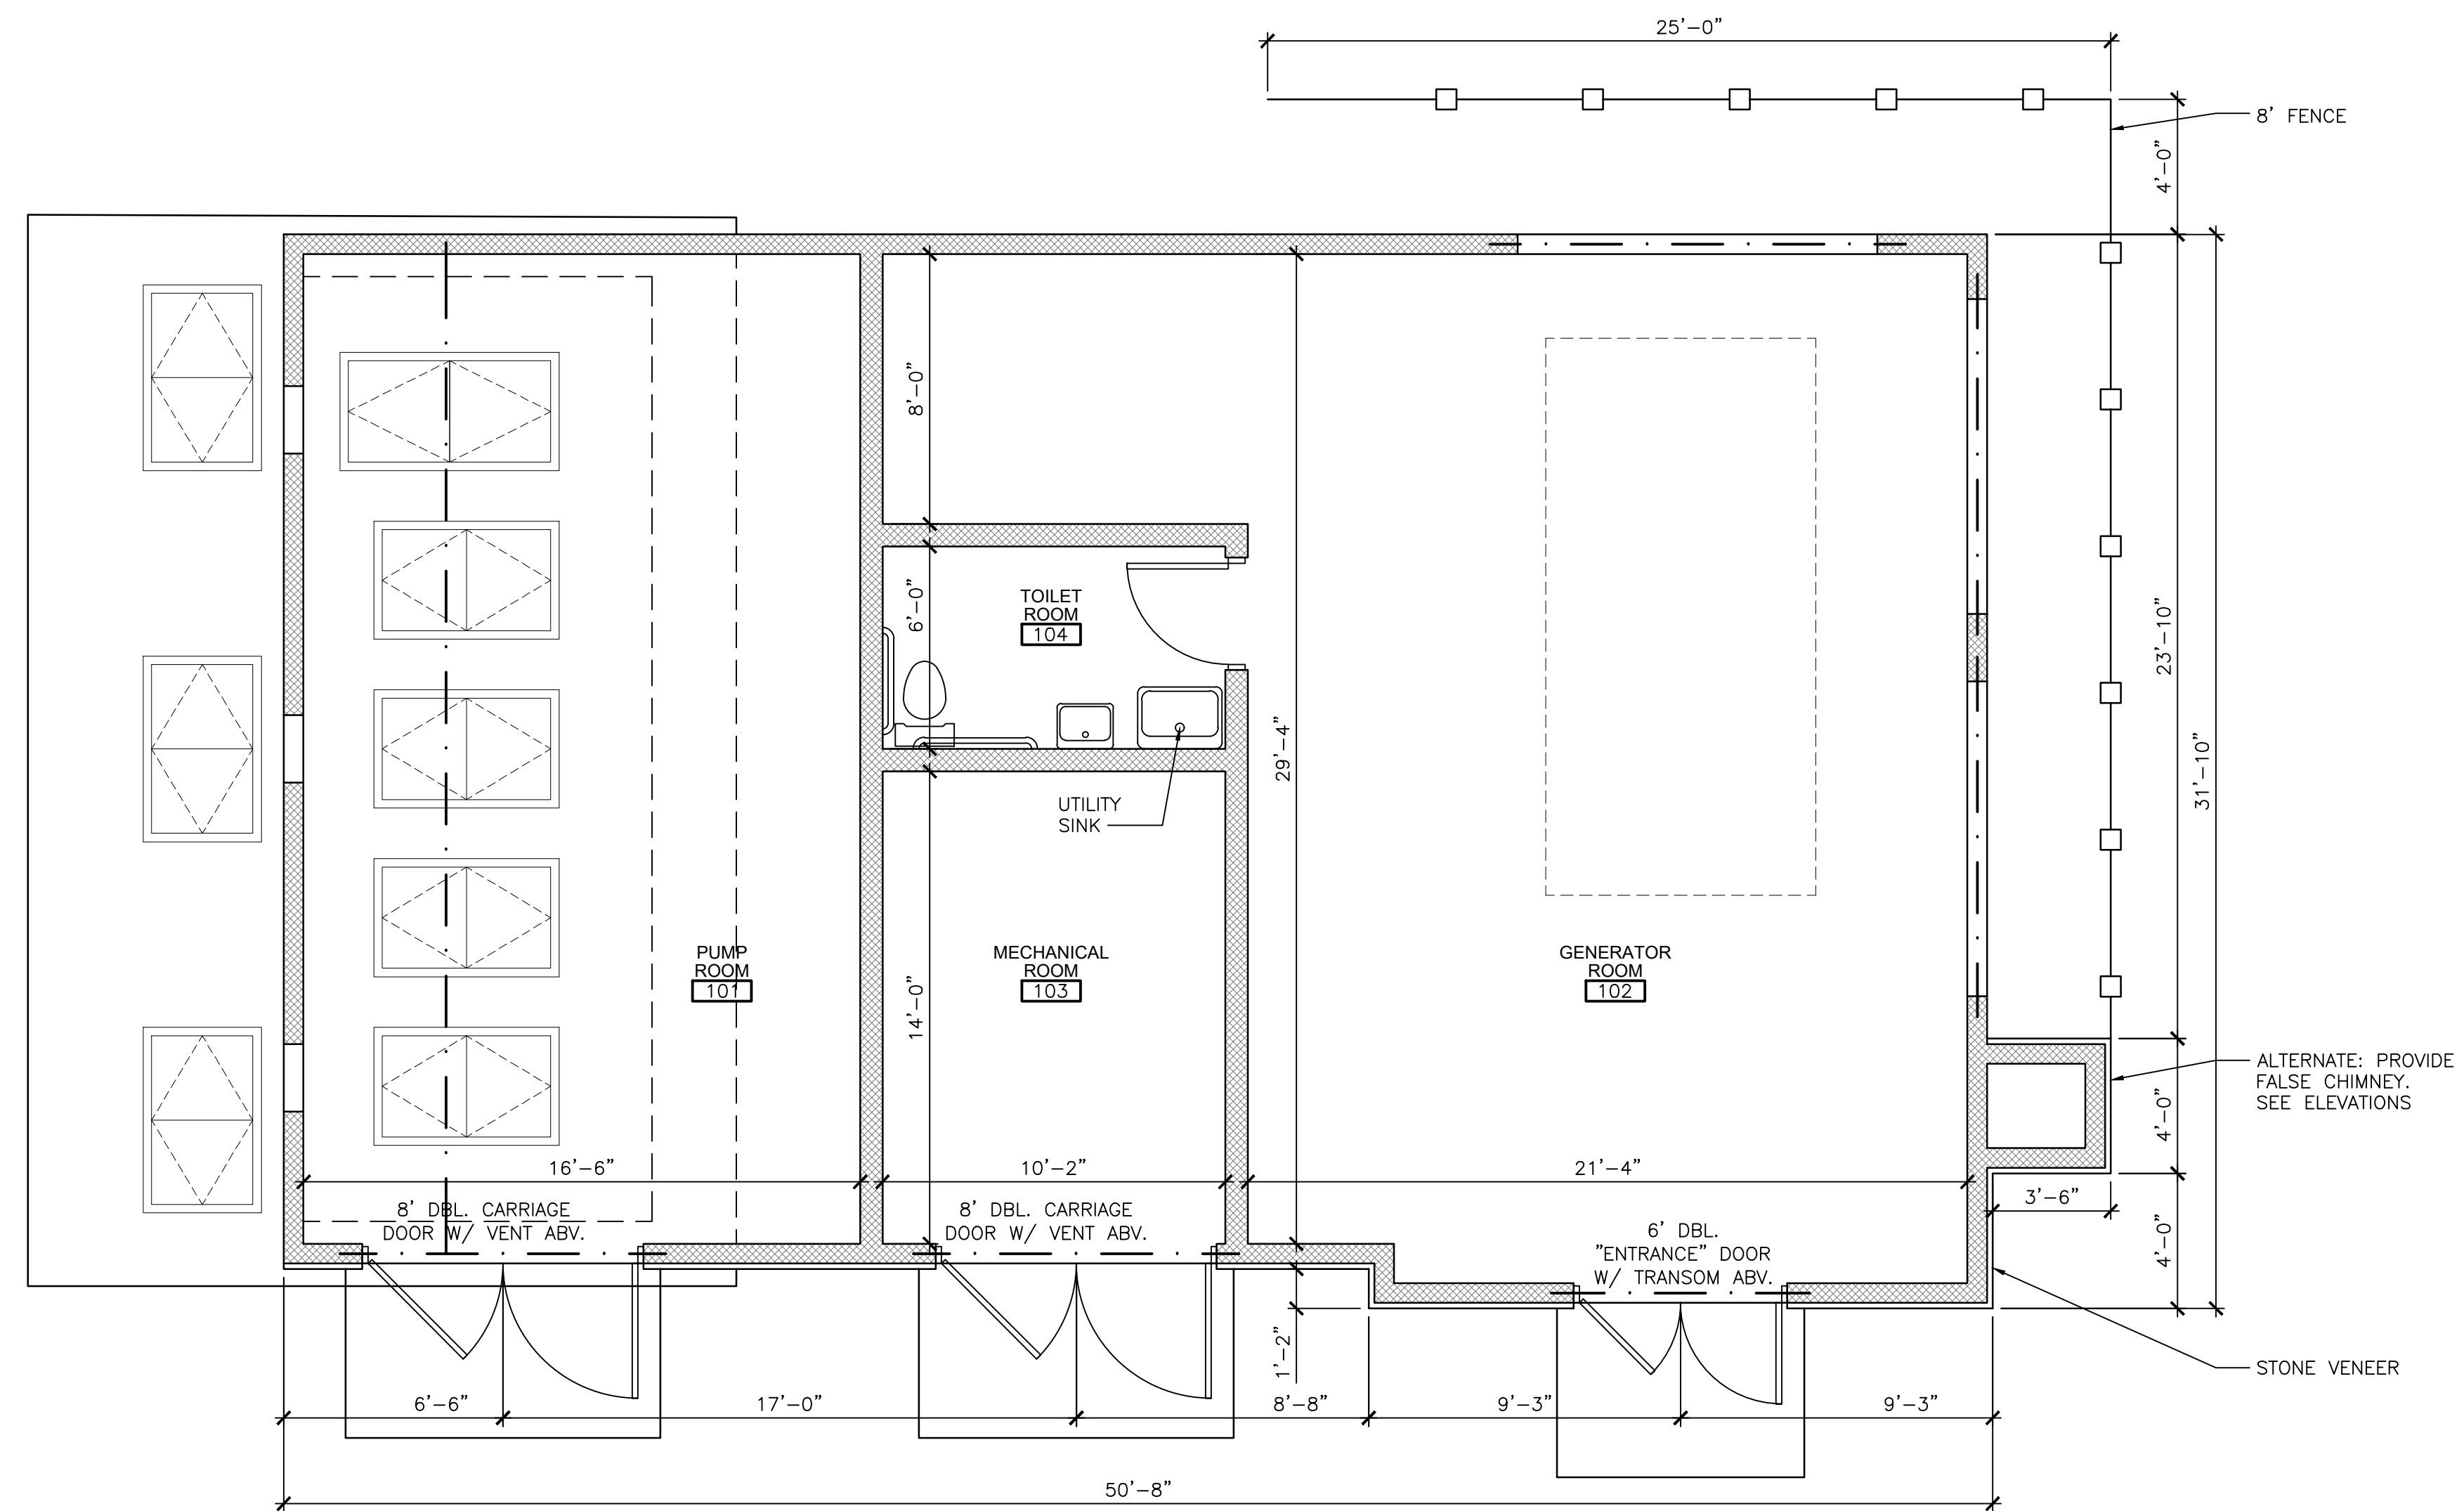 25'-0"
8' FENCE
4'-0"
8'-0"
TOILET
ROOM
104
6'-0"
23'-10"
29'-4"
31'-10"
UTILITY
SINK
PUMP
ROOM
101
MECHANICAL
ROOM
103
GENERATOR
ROOM
102
14'-0"
ALTERNATE: PROVIDE
FALSE CHIMNEY.
SEE ELEVATIONS
4'-0"
16'-6"
10'-2"
21'-4"
3'-6"
8' DBL. CARRIAGE
DOOR W/ VENT ABV.
8' DBL. CARRIAGE
DOOR W/ VENT ABV.
6' DBL.
"ENTRANCE" DOOR
W/ TRANSOM ABV.
4'-0"
1'-2"
STONE VENEER
6'-6"
17'-0"
8'-8"
9'-3"
9'-3"
50'-8"